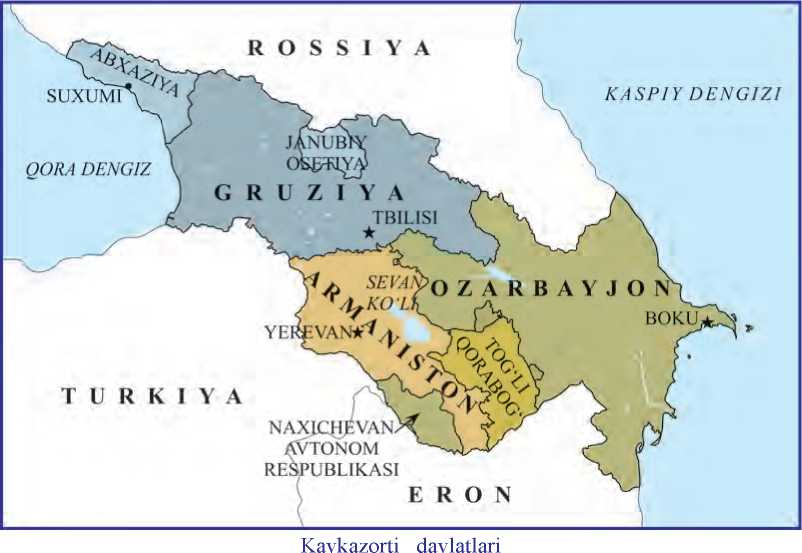 ROSSIYA
ABXAZIYA
SUXUMI
KASPIY DENGIZI
JANUBIY
OSETIYA
QORA DENGIZ
GRUZIYA
TBILISI
SEVAN
KO'LI
OZARBAYJON
ARMANISTON
BOKU
YEREVAN
TOG'LI
QORABOG'
TURKIYA
NAXICHEVAN
AVTONOM
RESPUBLIKASI
ERON
Kavkazorti davlatlari